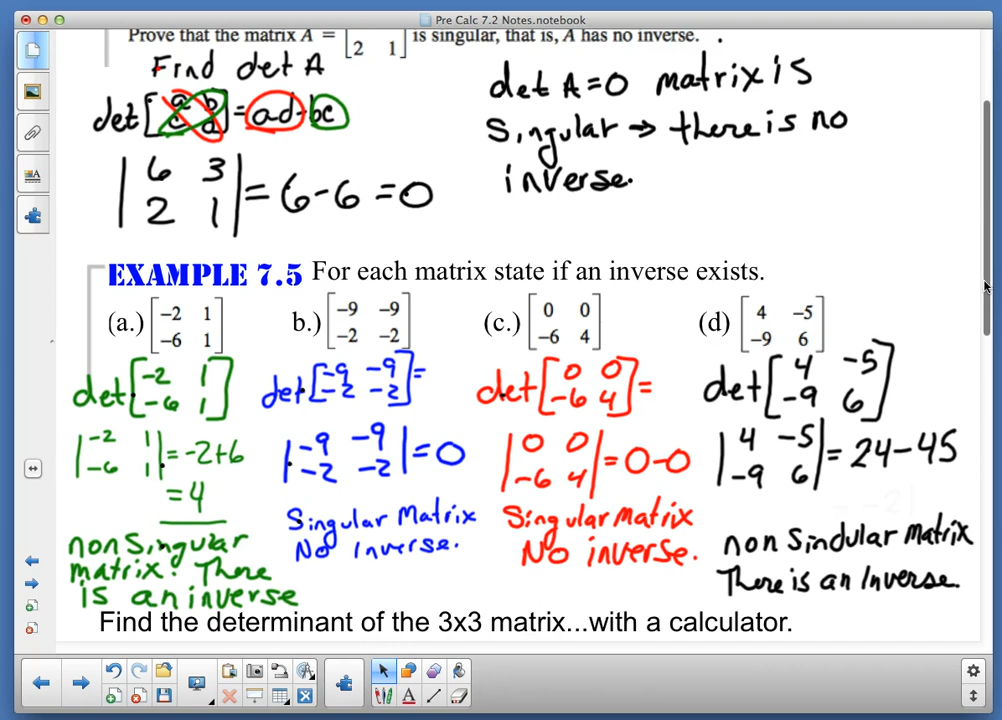 Pre Calc 7.2 Notes.notebook
Prove that the matrix A = [2 1] is singular, that is, A has no inverse.
Find det A
det [a b c d] = ad - bc
|6 3
2 1| = 6 - 6 = 0
det A = 0 matrix is
Singular → there is no
inverse.
EXAMPLE 7.5 For each matrix state if an inverse exists.
(a.) [-2 1
-6 1]
b.) [-9 -9
-2 -2]
(c.) [0 0
-6 4]
(d) [4 -5
-9 6]
det [-2 1
-6 1]
|-2 1
-6 1| = -2+6
= 4
non Singular
matrix. There
is an inverse
det [-9 -9
-2 -2] =
|-9 -9
-2 -2| = 0
Singular Matrix
No Inverse.
det [0 0
-6 4] =
|0 0
-6 4| = 0-0
Singular Matrix
No inverse.
det [4 -5
-9 6]
|4 -5
-9 6| = 24-45
non Sindular Matrix
There is an Inverse.
Find the determinant of the 3x3 matrix...with a calculator.